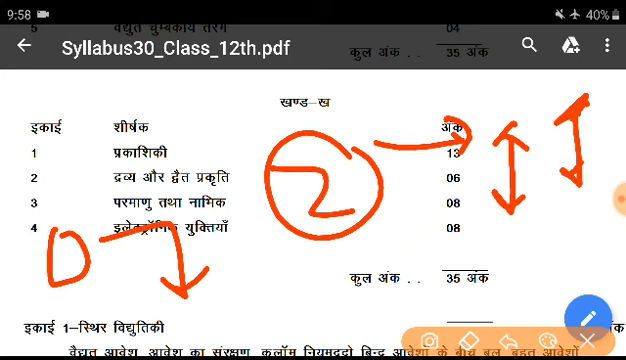 9:58 40%
5 विद्युत चुम्बकीय तरंग 04
Syllabus30_Class_12th.pdf
कुल अंक . . 35 अंक
खण्ड-ख
इकाई शीर्षक अंक
1 प्रकाशिकी 13
2 द्रव्य और द्वैत प्रकृति 06
3 परमाणु तथा नाभिक 08
4 इलेक्ट्रॉनिक युक्तियाँ 08
2
कुल अंक . . 35 अंक
इकाई 1-स्थिर विद्युतिकी
वैद्युत आवेश, आवेश का संरक्षण, कूलॉम नियमद्दो बिन्दु आवेशों के बीच बल, बहुत आवेशों